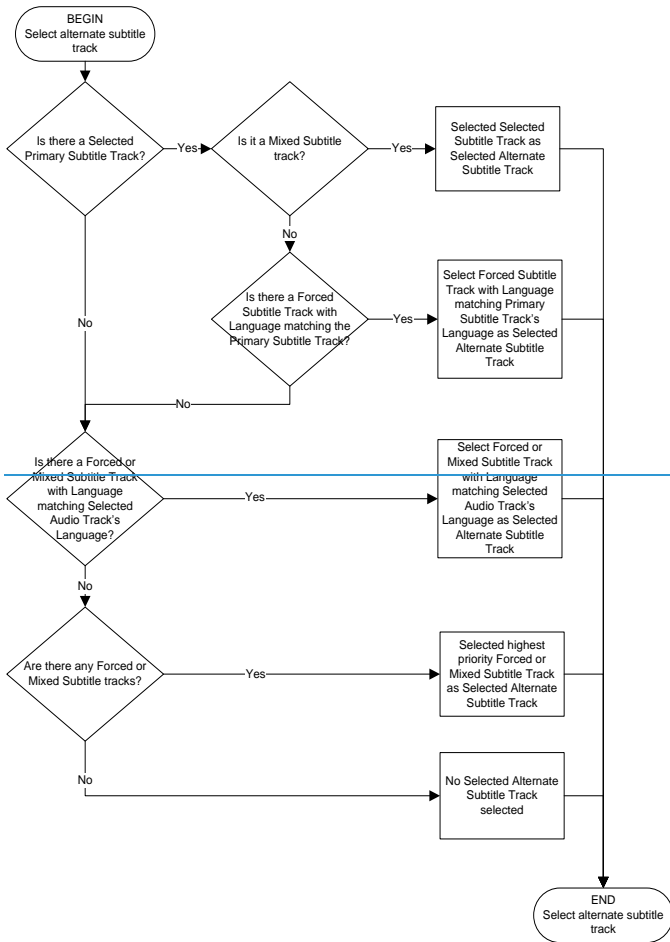 BEGIN
Select alternate subtitle
track
Is there a Selected
Primary Subtitle Track?
Yes
Is it a Mixed Subtitle
track?
Yes
Selected Selected
Subtitle Track as
Selected Alternate
Subtitle Track
No
No
Is there a Forced
Subtitle Track with
Language matching the
Primary Subtitle Track?
Yes
Select Forced Subtitle
Track with Language
matching Primary
Subtitle Track's
Language as Selected
Alternate Subtitle
Track
No
Is there a Forced or
Mixed Subtitle Track
with Language
matching Selected
Audio Track's
Language?
Yes
Select Forced or
Mixed Subtitle Track
with Language
matching Selected
Audio Track's
Language as Selected
Alternate Subtitle
Track
No
Are there any Forced or
Mixed Subtitle tracks?
Yes
Selected highest
priority Forced or
Mixed Subtitle Track
as Selected Alternate
Subtitle Track
No
No Selected Alternate
Subtitle Track
selected
END
Select alternate subtitle
track